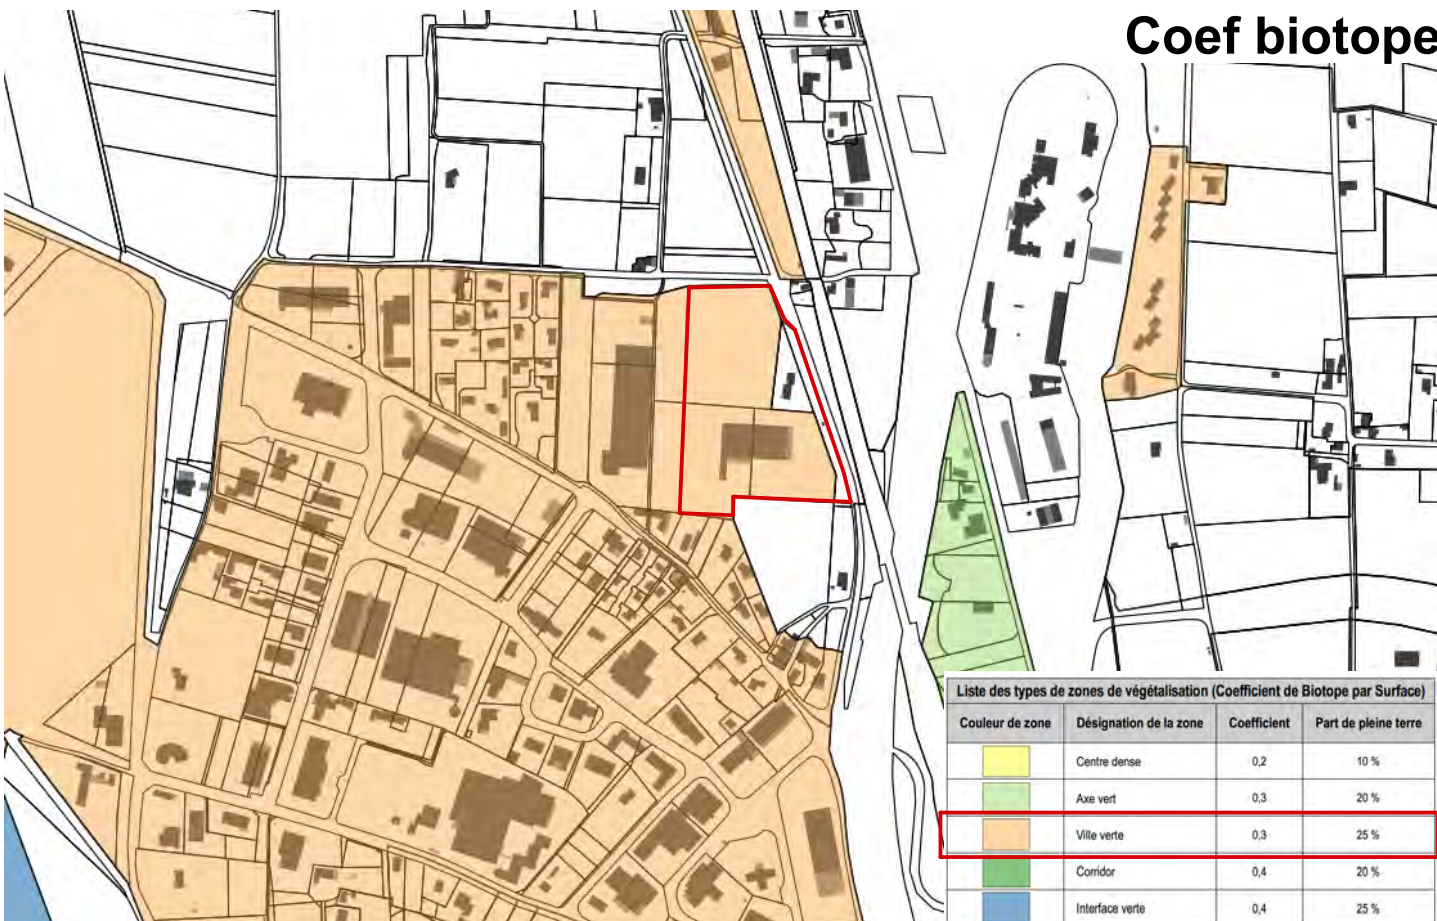 Coef biotope
Liste des types de zones de végétalisation (Coefficient de Biotope par Surface)
Couleur de zone Désignation de la zone Coefficient Part de pleine terre
Centre dense 0,2 10 %
Axe vert 0,3 20 %
Ville verte 0,3 25 %
Corridor 0,4 20 %
Interface verte 0,4 25 %